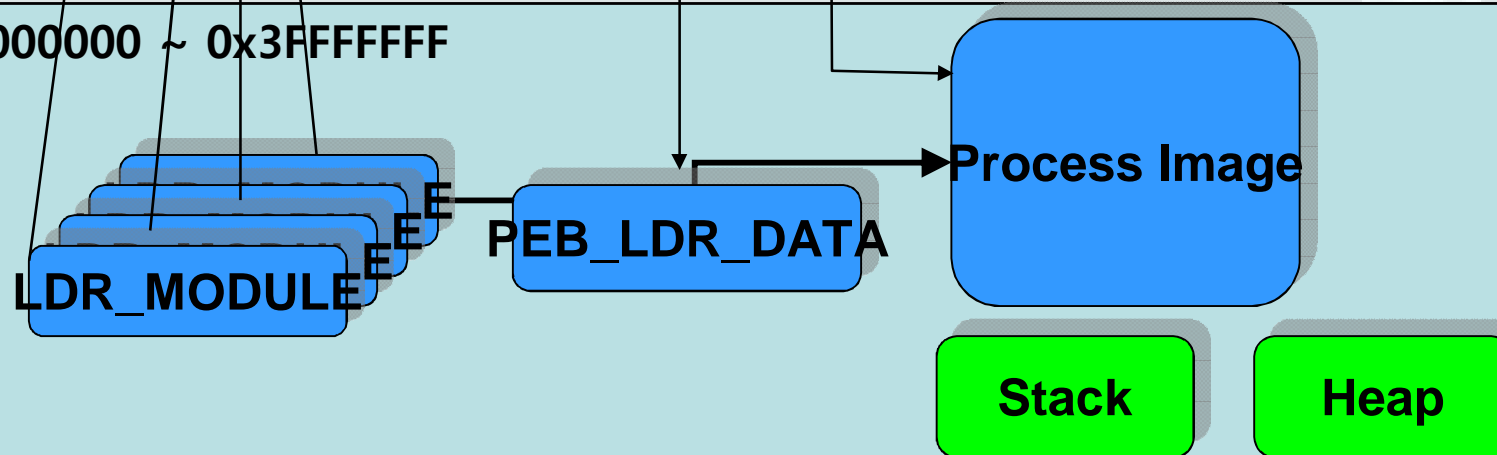 000000 ~ 0x3FFFFFFF
Process Image
PEB_LDR_DATA
LDR_MODULE
Stack
Heap